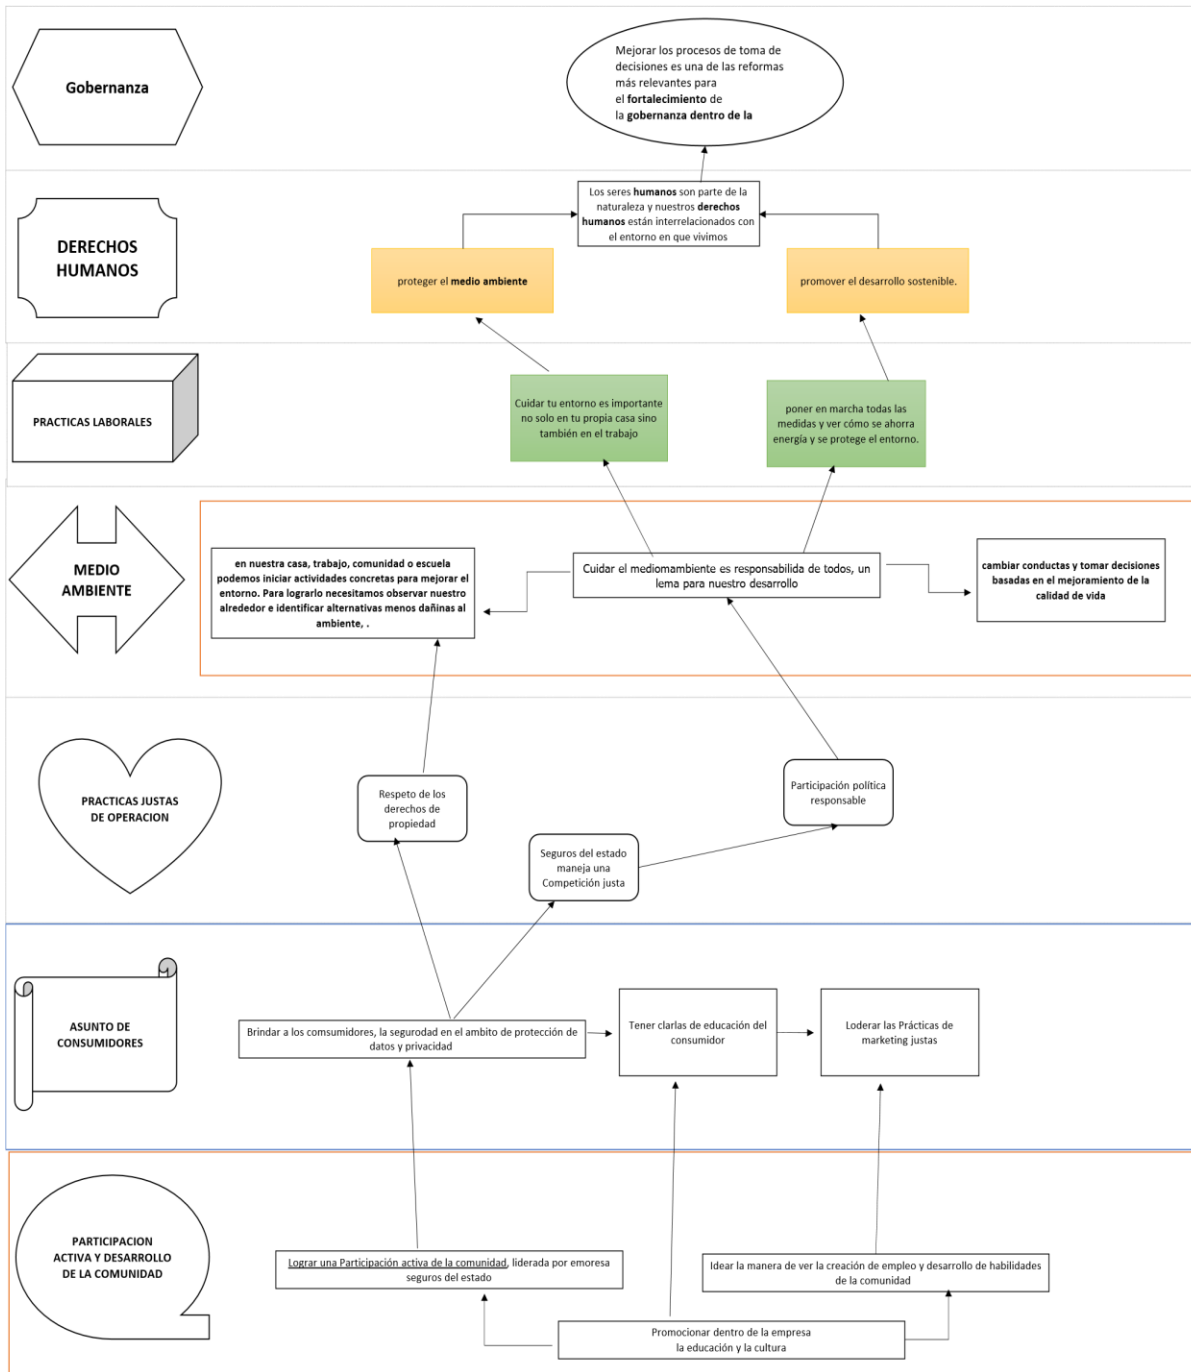 Gobernanza
Mejorar los procesos de toma de
decisiones es una de las reformas
más relevantes para
el fortalecimiento de
la gobernanza dentro de la
DERECHOS
HUMANOS
Los seres humanos son parte de la
naturaleza y nuestros derechos
humanos están interrelacionados con
el entorno en que vivimos
proteger el medio ambiente
promover el desarrollo sostenible.
PRACTICAS LABORALES
Cuidar tu entorno es importante
no solo en tu propia casa sino
también en el trabajo
poner en marcha todas las
medidas y ver cómo se ahorra
energía y se protege el entorno.
MEDIO
AMBIENTE
en nuestra casa, trabajo, comunidad o escuela
podemos iniciar actividades concretas para mejorar el
entorno. Para lograrlo necesitamos observar nuestro
alrededor e identificar alternativas menos dañinas al
ambiente, .
Cuidar el mediomambiente es responsabilida de todos, un
lema para nuestro desarrollo
cambiar conductas y tomar decisiones
basadas en el mejoramiento de la
calidad de vida
PRACTICAS JUSTAS
DE OPERACION
Respeto de los
derechos de
propiedad
Seguros del estado
maneja una
Competición justa
Participación política
responsable
ASUNTO DE
CONSUMIDORES
Brindar a los comsumidores, la segurodad en el ambito de protección de
datos y privacidad
Tener clarlas de educación del
consumidor
Loderar las Prácticas de
marketing justas
PARTICIPACION
ACTIVA Y DESARROLLO
DE LA COMUNIDAD
Lograr una Participación activa de la comunidad, liderada por emoresa
seguros del estado
Idear la manera de ver la creación de empleo y desarrollo de habilidades
de la comunidad
Promocionar dentro de la empresa
la educación y la cultura